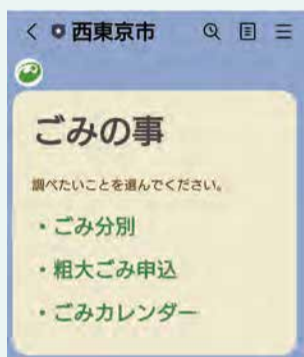 西東京市
ごみの事
調べたいことを選んでください。
・ごみ分別
・粗大ごみ申込
・ごみカレンダー